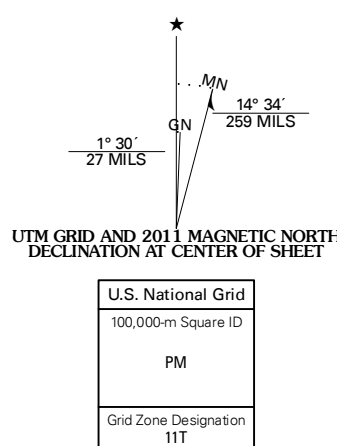 ★
MN
GN
1° 30´
27 MILS
14° 34´
259 MILS
UTM GRID AND 2011 MAGNETIC NORTH
DECLINATION AT CENTER OF SHEET
U.S. National Grid
100,000-m Square ID
PM
Grid Zone Designation
11T